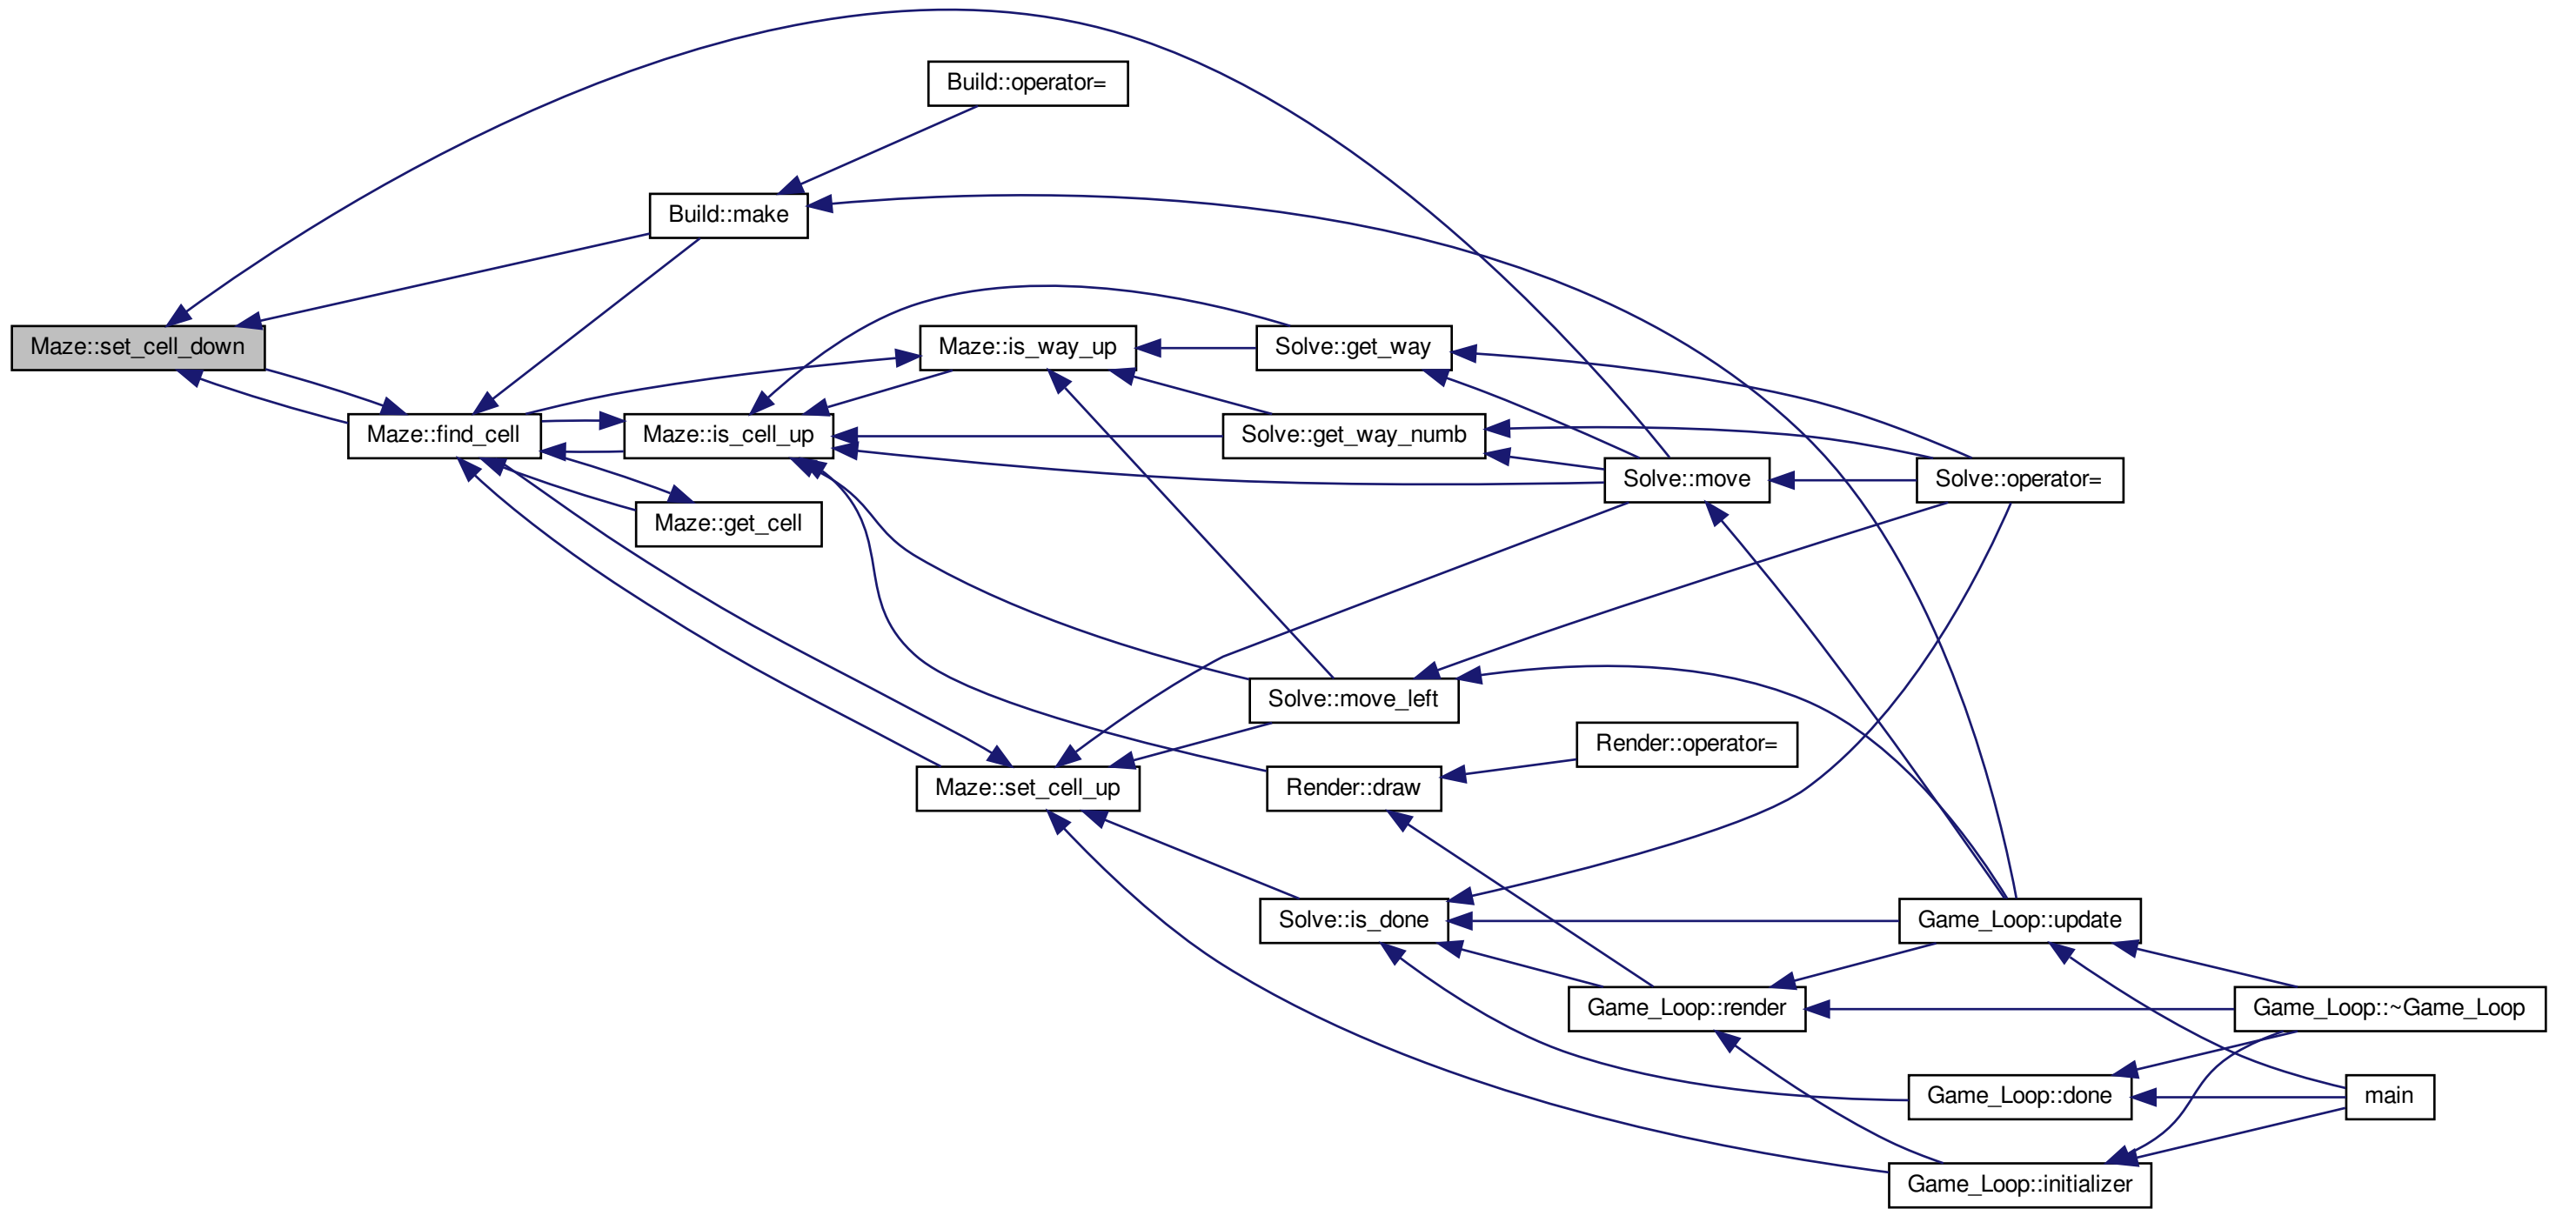 Build::operator=
Build::make
Maze::set_cell_down
Maze::is_way_up
Solve::get_way
Maze::find_cell
Maze::is_cell_up
Solve::get_way_numb
Solve::move
Solve::operator=
Maze::get_cell
Solve::move_left
Render::operator=
Maze::set_cell_up
Render::draw
Solve::is_done
Game_Loop::update
Game_Loop::render
Game_Loop::~Game_Loop
Game_Loop::done
main
Game_Loop::initializer